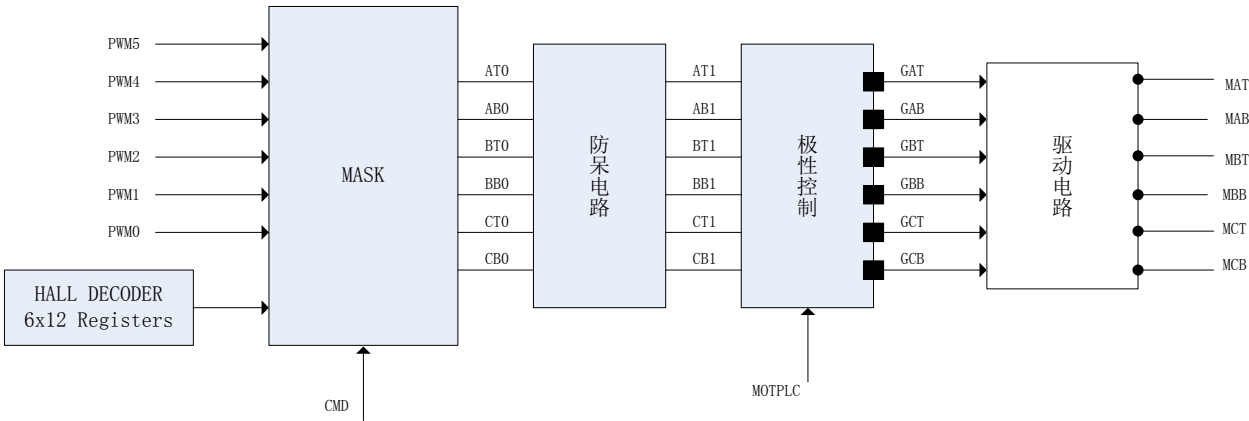 PWM5
PWM4
PWM3
PWM2
PWM1
PWM0
HALL DECODER
6x12 Registers
MASK
CMD
AT0
AB0
BT0
BB0
CT0
CB0
防呆电路
AT1
AB1
BT1
BB1
CT1
CB1
极性控制
MOTPLC
GAT
GAB
GBT
GBB
GCT
GCB
驱动电路
MAT
MAB
MBT
MBB
MCT
MCB